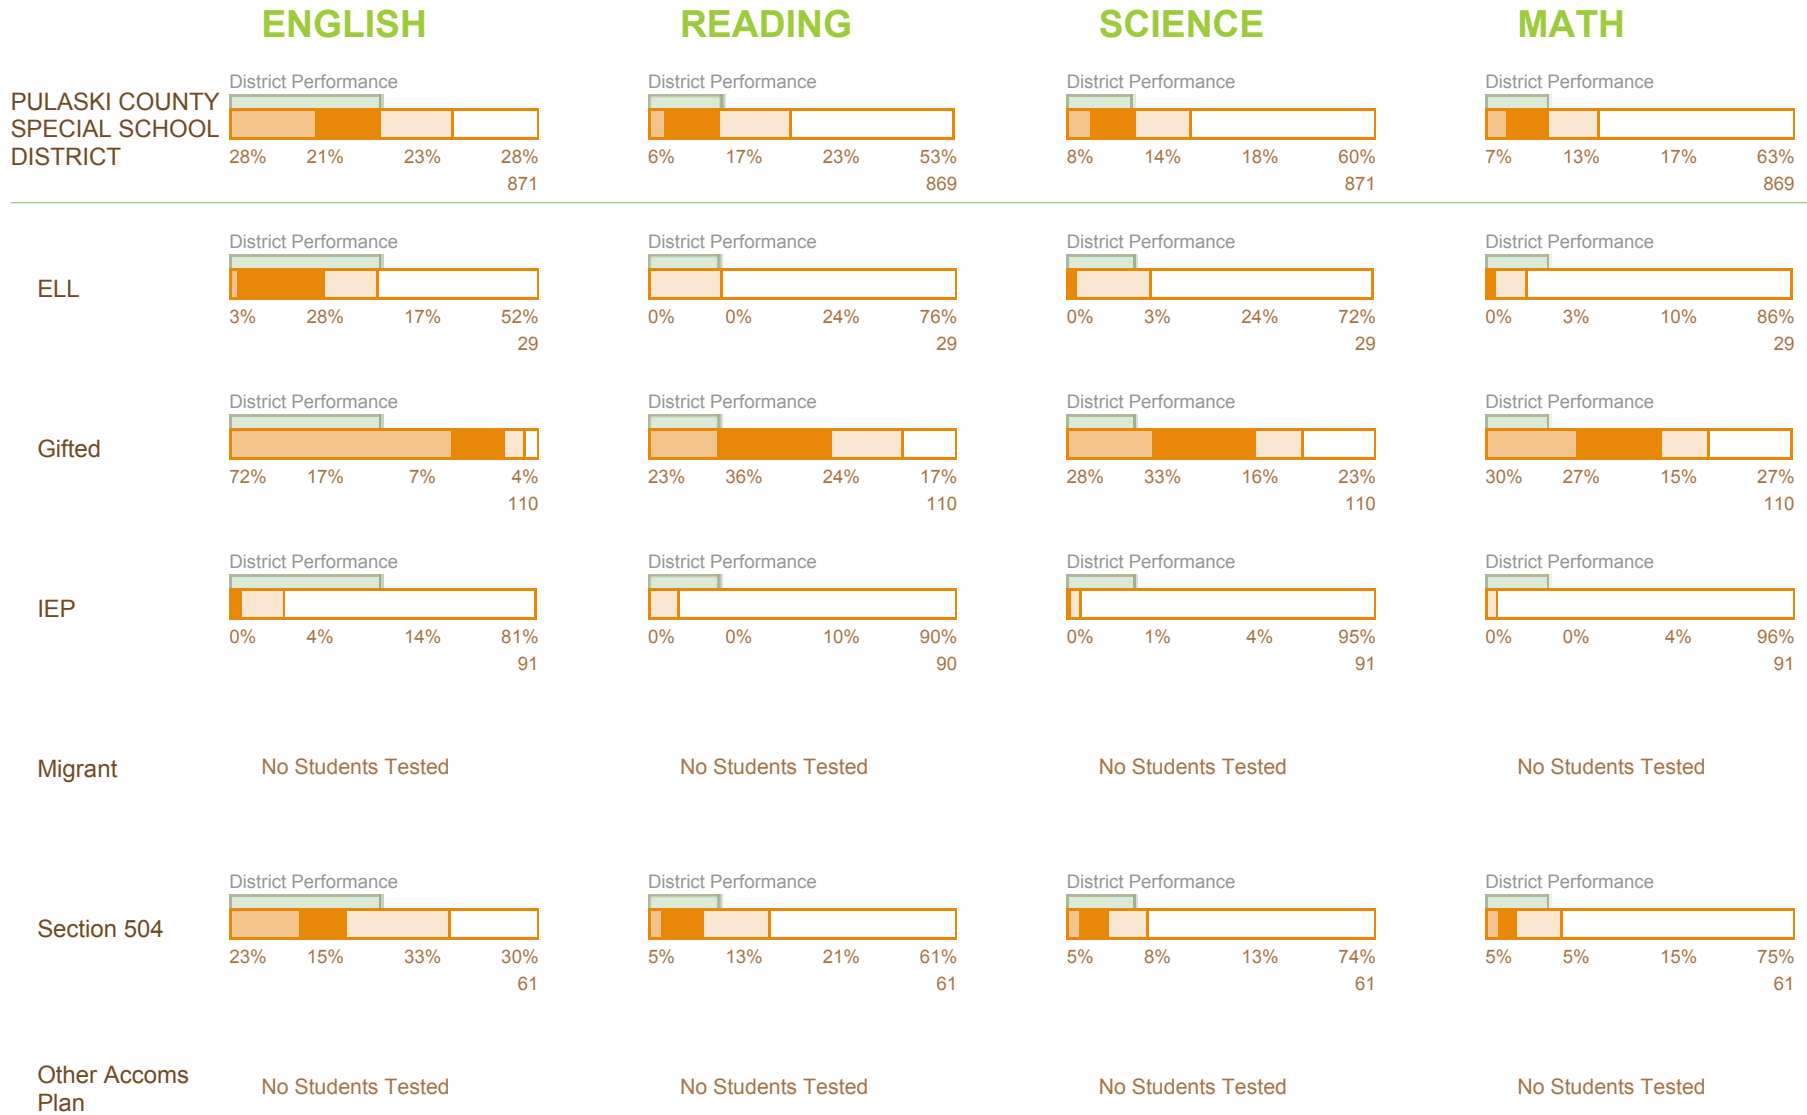 ENGLISH READING SCIENCE MATH
PULASKI COUNTY
SPECIAL SCHOOL
DISTRICT
District Performance District Performance District Performance District Performance
28% 21% 23% 28% 6% 17% 23% 53% 8% 14% 18% 60% 7% 13% 17% 63%
871 869 871 869
ELL
District Performance District Performance District Performance District Performance
3% 28% 17% 52% 0% 0% 24% 76% 0% 3% 24% 72% 0% 3% 10% 86%
29 29 29 29
Gifted
District Performance District Performance District Performance District Performance
72% 17% 7% 4% 23% 36% 24% 17% 28% 33% 16% 23% 30% 27% 15% 27%
110 110 110 110
IEP
District Performance District Performance District Performance District Performance
0% 4% 14% 81% 0% 0% 10% 90% 0% 1% 4% 95% 0% 0% 4% 96%
91 90 91 91
Migrant
No Students Tested No Students Tested No Students Tested No Students Tested
Section 504
District Performance District Performance District Performance District Performance
23% 15% 33% 30% 5% 13% 21% 61% 5% 8% 13% 74% 5% 5% 15% 75%
61 61 61 61
Other Accoms
Plan
No Students Tested No Students Tested No Students Tested No Students Tested